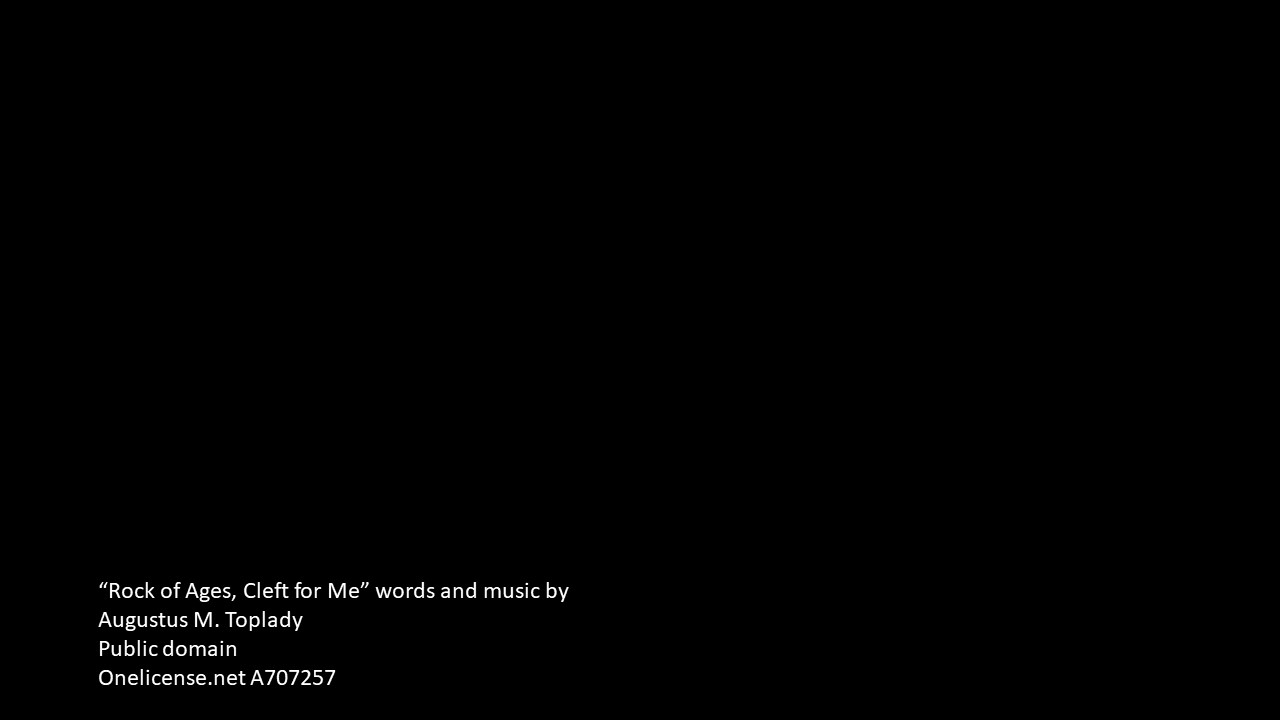 “Rock of Ages, Cleft for Me” words and music by
Augustus M. Toplady
Public domain
Onelicense.net A707257